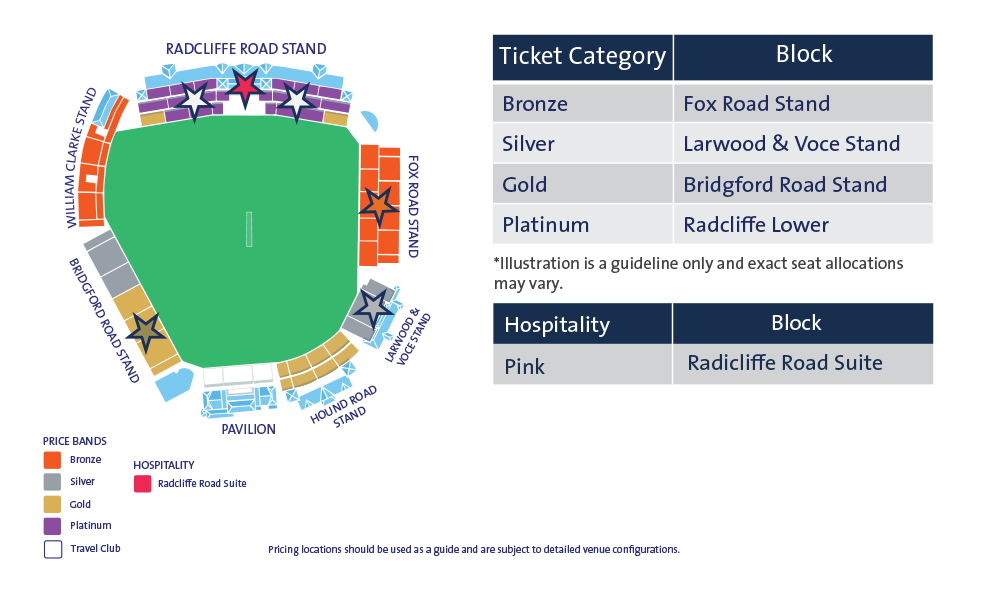 RADCLIFFE ROAD STAND
WILLIAM CLARKE STAND
FOX ROAD STAND
BRIDGFORD ROAD STAND
LARWOOD &
VOCE STAND
HOUND ROAD
STAND
PAVILION
PRICE BANDS
Bronze
Silver
Gold
Platinum
Travel Club
HOSPITALITY
Radcliffe Road Suite
Ticket Category Block
Bronze Fox Road Stand
Silver Larwood & Voce Stand
Gold Bridgford Road Stand
Platinum Radcliffe Lower
*Illustration is a guideline only and exact seat allocations
may vary.
Hospitality Block
Pink Radicliffe Road Suite
Pricing locations should be used as a guide and are subject to detailed venue configurations.